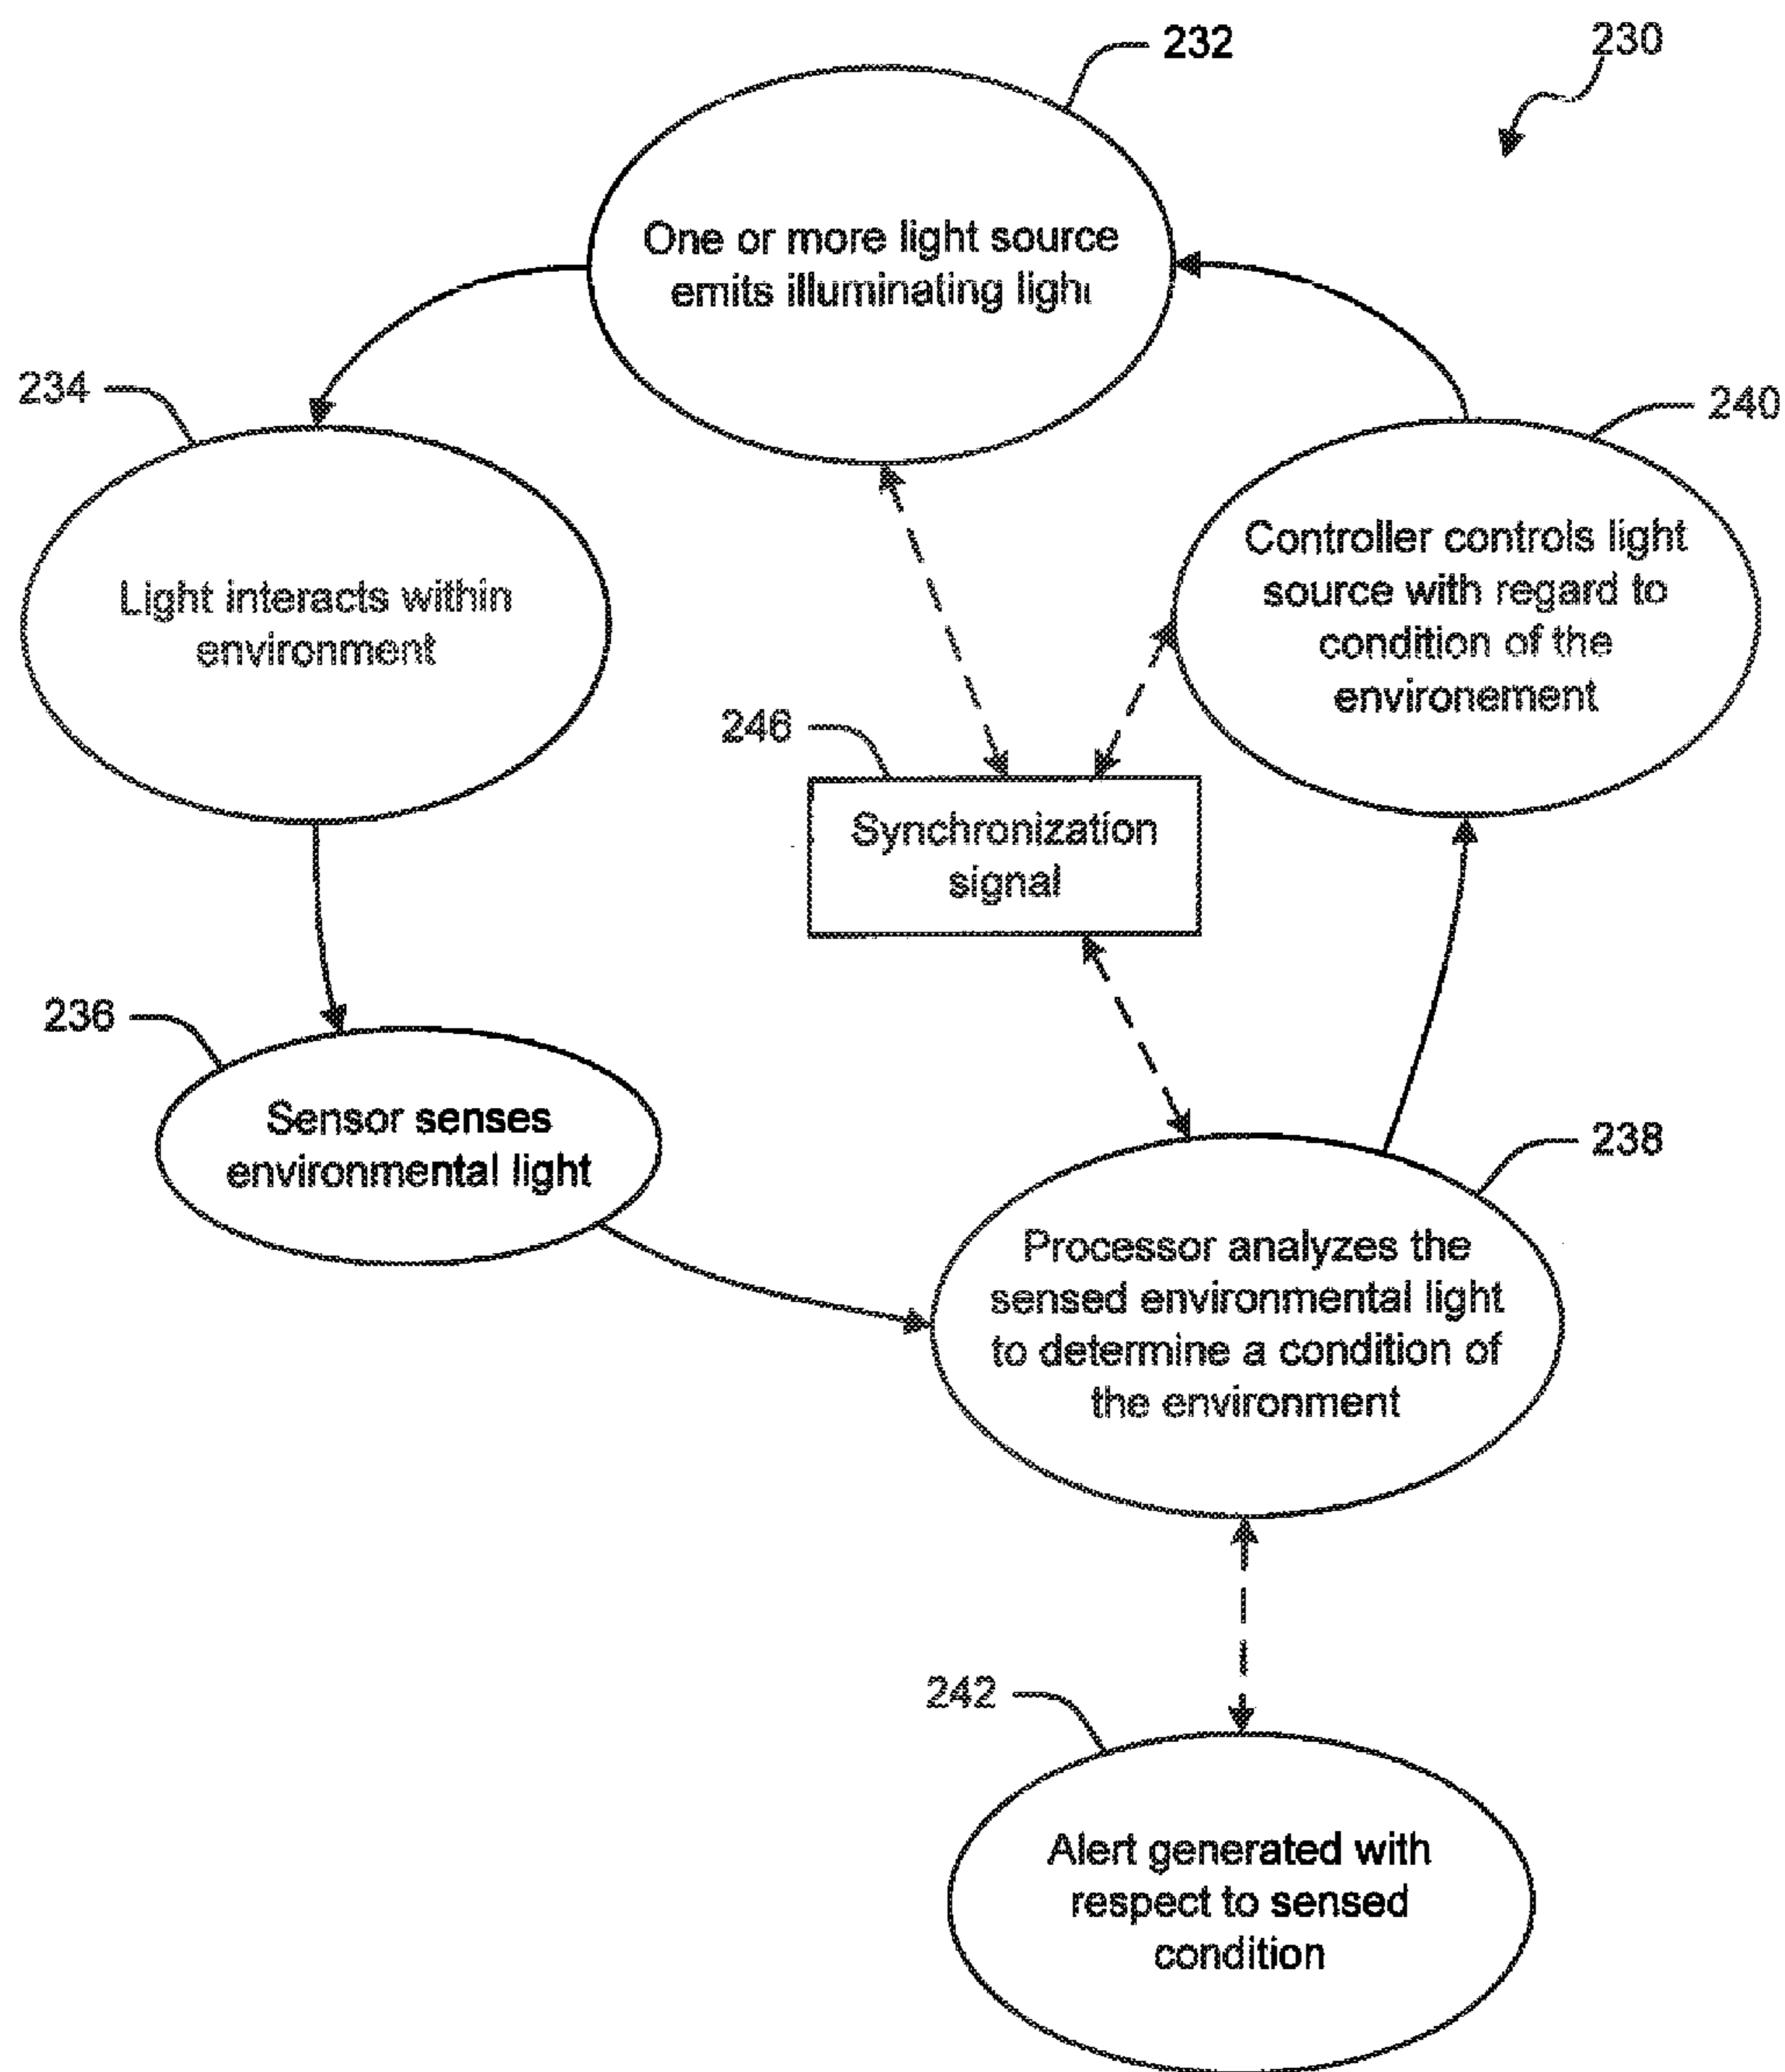 232
230
One or more light source
emits illuminating light
234
240
Light interacts within
environment
Controller controls light
source with regard to
condition of the
environement
246
Synchronization
signal
236
Sensor senses
environmental light
238
Processor analyzes the
sensed environmental light
to determine a condition of
the environment
242
Alert generated with
respect to sensed
condition